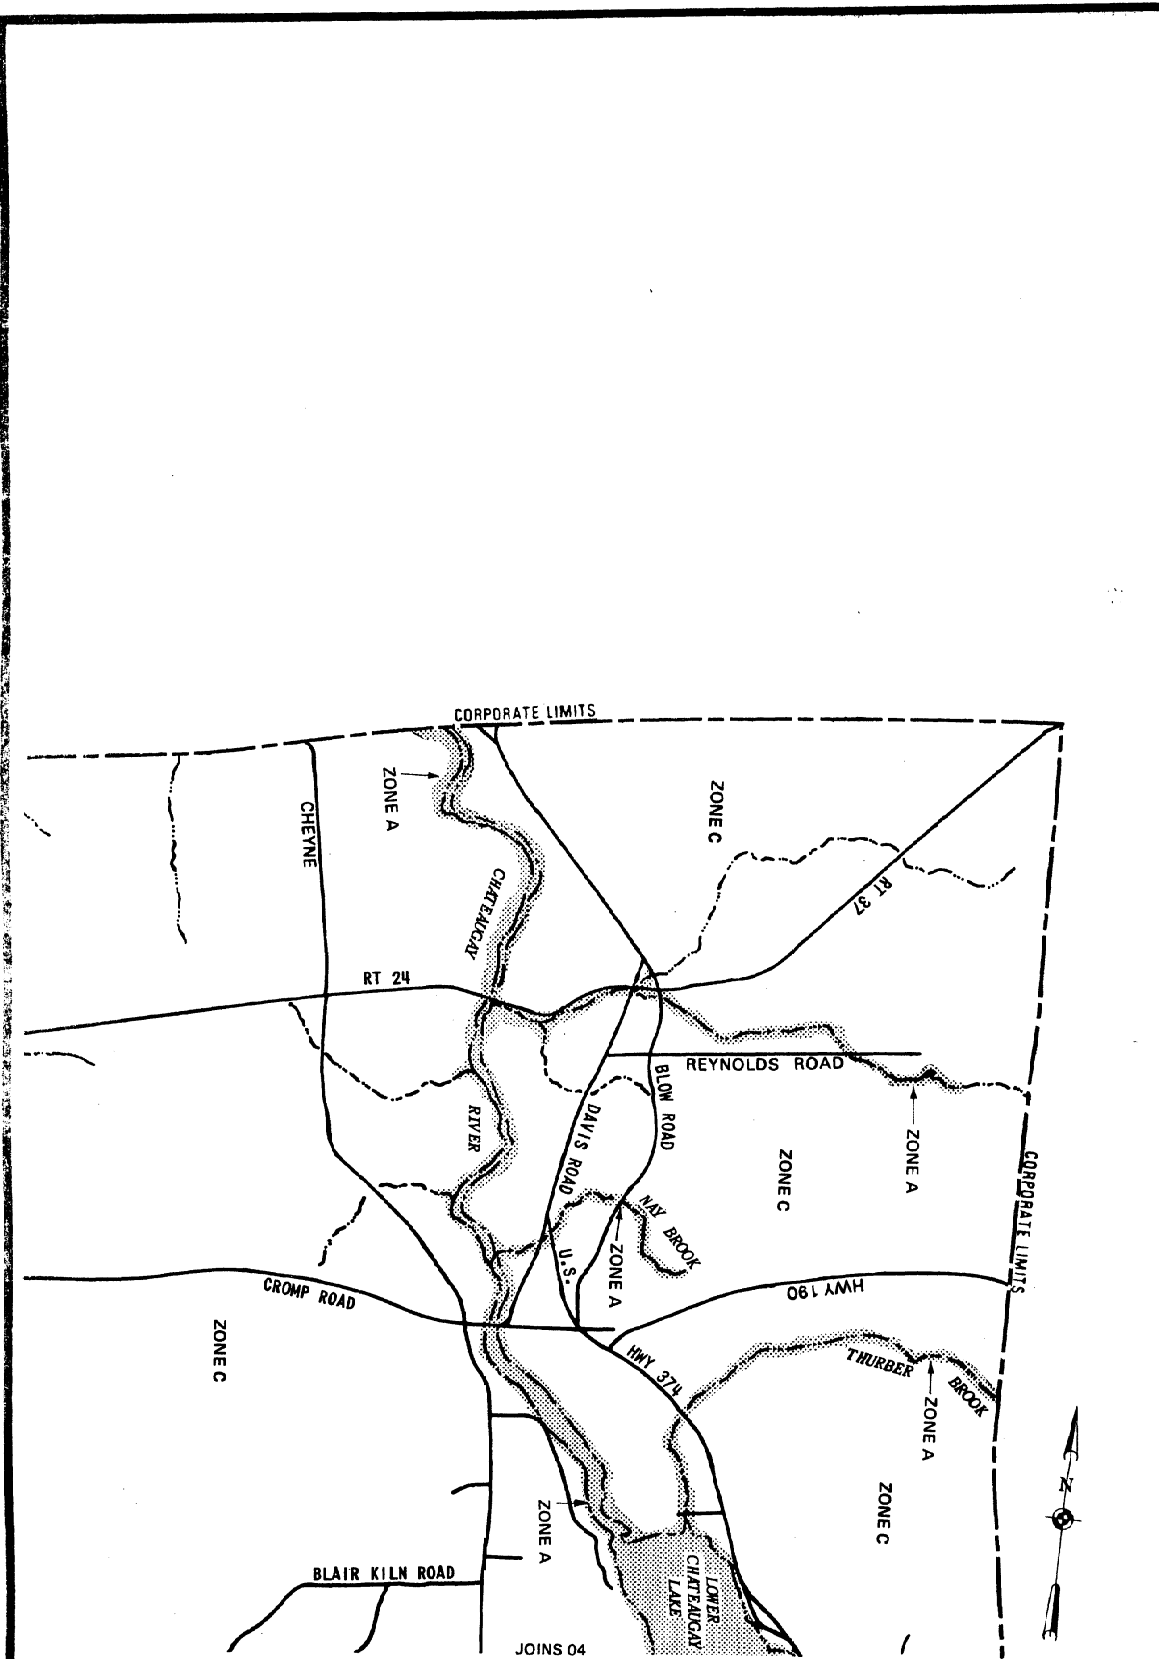 CORPORATE LIMITS
ZONE A
ZONE C
CHEYNE
CHATEAUGAY
RT 37
RT 24
REYNOLDS ROAD
BLOW ROAD
RIVER
DAVIS ROAD
ZONE A
ZONE C
CORPORATE LIMITS
NAY BROOK
U.S.
ZONE A
HWY 190
CROMP ROAD
ZONE C
HWY 374
THURBER
BROOK
ZONE A
N
ZONE C
ZONE A
LOWER
CHATEAUGAY
LAKE
BLAIR KILN ROAD
JOINS 04